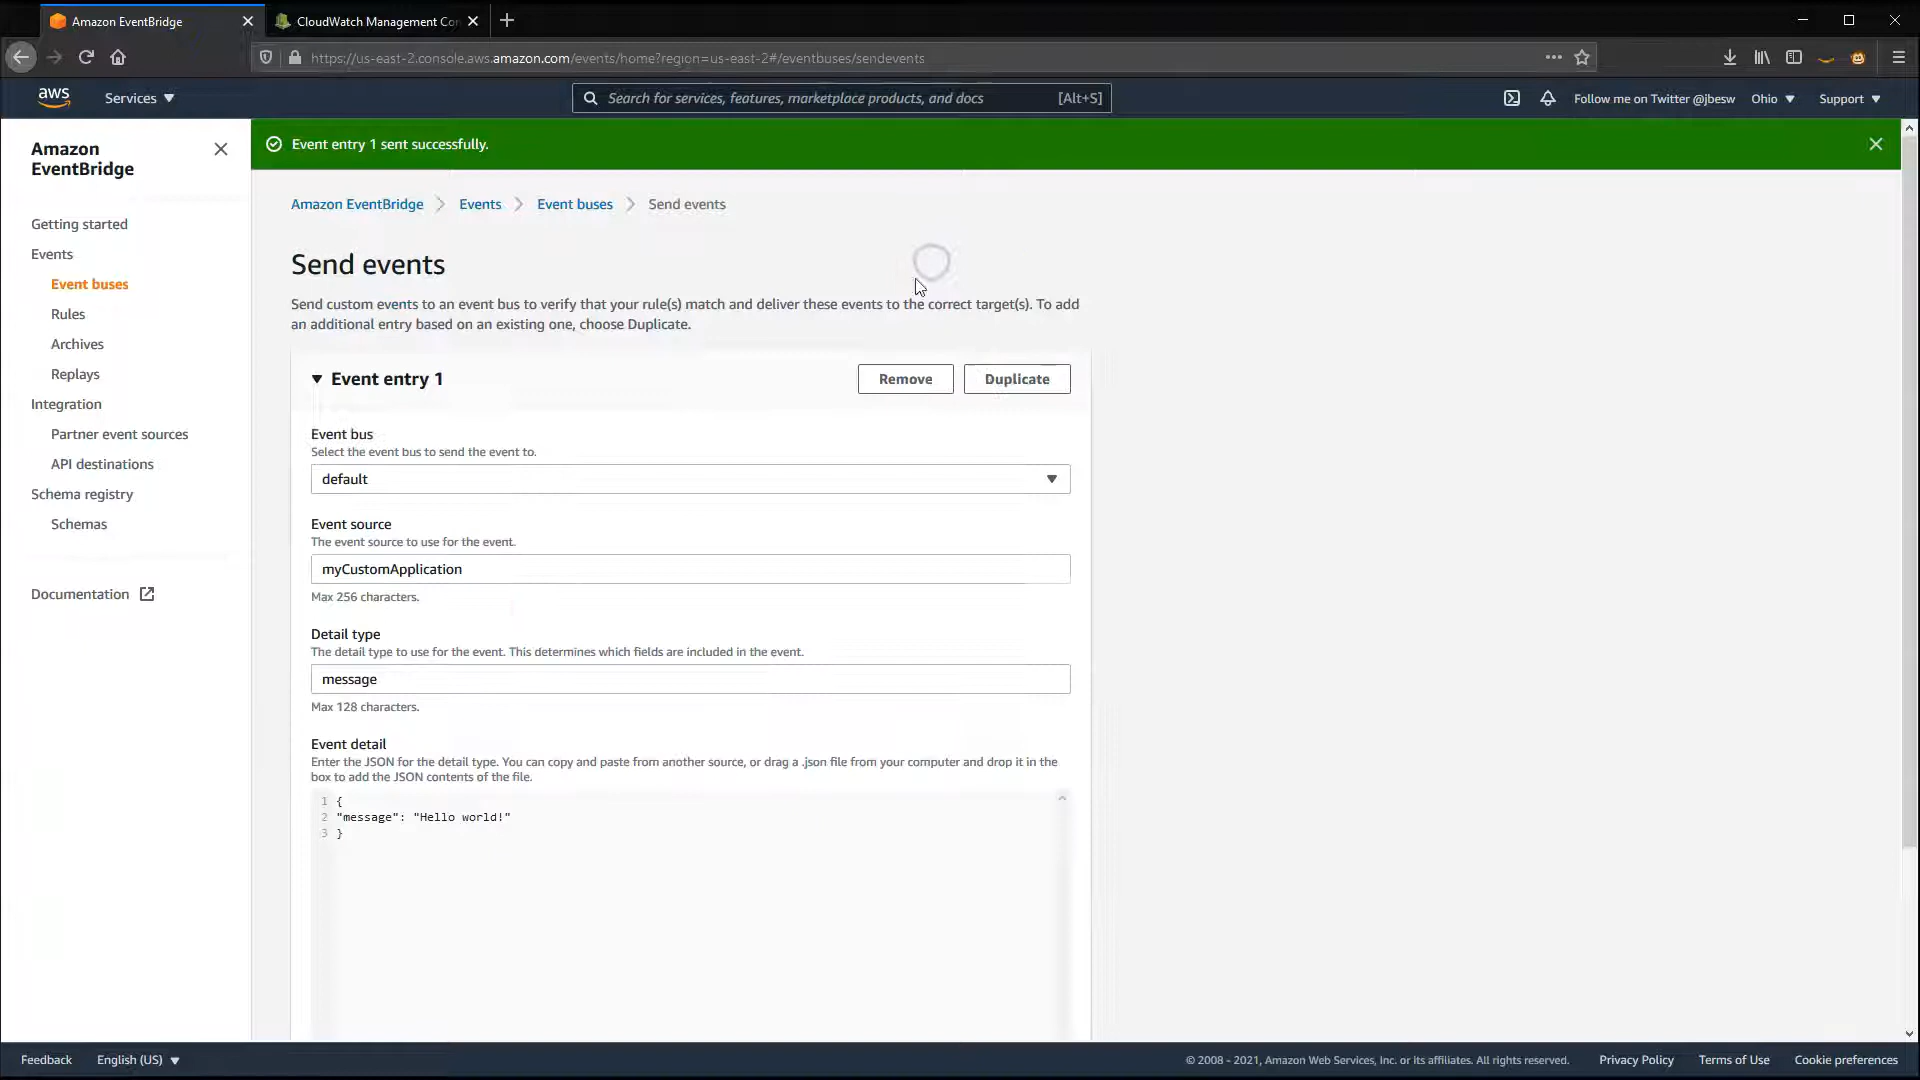 Amazon EventBridge
CloudWatch Management Co
https://us-east-2.console.aws.amazon.com/events/home?region=us-east-2#/eventbuses/sendevents
aws
Services
Search for services, features, marketplace products, and docs
[Alt+S]
Follow me on Twitter @jbesw
Ohio
Support
Amazon
EventBridge
Getting started
Events
Event buses
Rules
Archives
Replays
Integration
Partner event sources
API destinations
Schema registry
Schemas
Documentation
Event entry 1 sent successfully.
Amazon EventBridge
Events
Event buses
Send events
Send events
Send custom events to an event bus to verify that your rule(s) match and deliver these events to the correct target(s). To add
an additional entry based on an existing one, choose Duplicate.
Event entry 1
Remove
Duplicate
Event bus
Select the event bus to send the event to.
default
Event source
The event source to use for the event.
myCustomApplication
Max 256 characters.
Detail type
The detail type to use for the event. This determines which fields are included in the event.
message
Max 128 characters.
Event detail
Enter the JSON for the detail type. You can copy and paste from another source, or drag a .json file from your computer and drop it in the
box to add the JSON contents of the file.
1 {
2 "message": "Hello world!"
3 }
Feedback
English (US)
© 2008 - 2021, Amazon Web Services, Inc. or its affiliates. All rights reserved.
Privacy Policy
Terms of Use
Cookie preferences